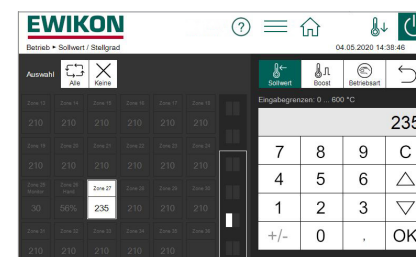 EWIKON
?
Betrieb ▸ Sollwert / Stellgrad
04.05.2020 14:38:46
Auswahl
Alle
Keine
Sollwert
Boost
Betriebsart
Zone 13 Zone 14 Zone 15 Zone 16 Zone 17 Zone 18
210 210 210 210 210 210
Zone 19 Zone 20 Zone 21 Zone 22 Zone 23 Zone 24
210 210 210 210 210 210
Zone 25 Zone 26 Zone 27 Zone 28 Zone 29 Zone 30
30 56% 235 210 210 210
Zone 31 Zone 32 Zone 33 Zone 34 Zone 35 Zone 36
210 210 210 210 210 210
Eingabegrenzen: 0 ... 600 °C
235
7 8 9 C
4 5 6
1 2 3
+/- 0 , OK